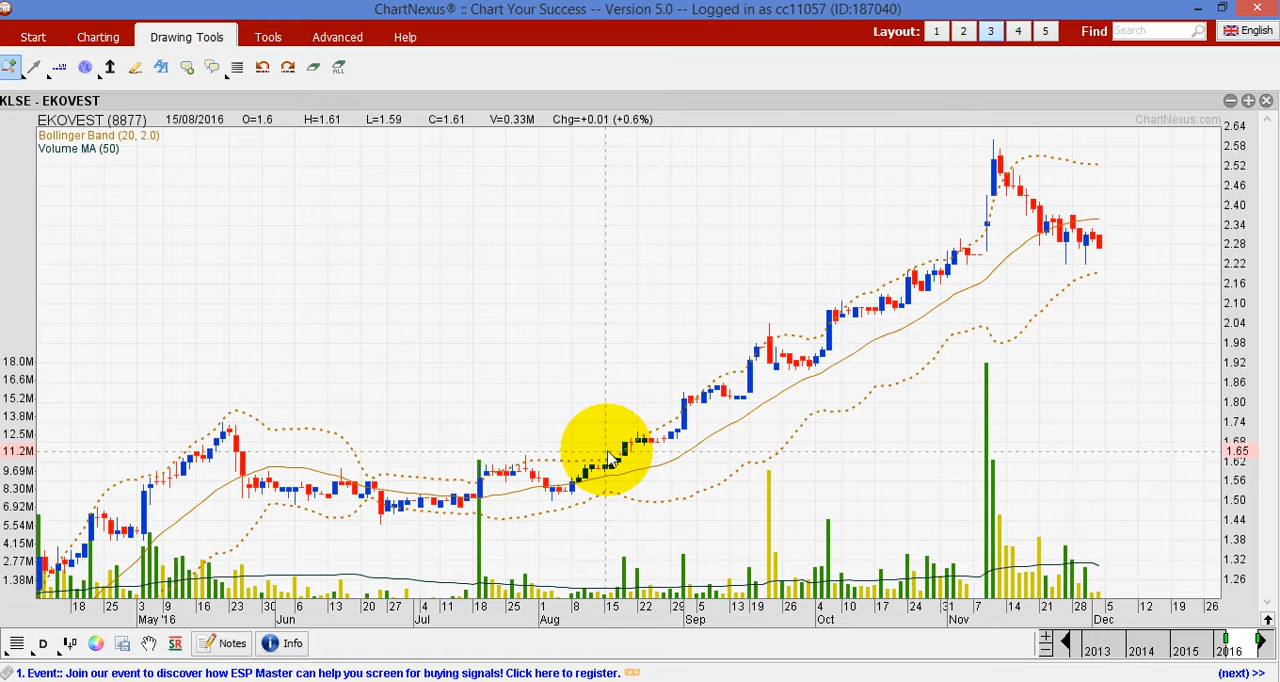 ChartNexus® :: Chart Your Success -- Version 5.0 -- Logged in as cc11057 (ID:187040)
Start Charting Drawing Tools Tools Advanced Help Layout: 1 2 3 4 5 Find Search English
ALL
KLSE - EKOVEST
EKOVEST (8877) 15/08/2016 O=1.6 H=1.61 L=1.59 C=1.61 V=0.33M Chg=+0.01 (+0.6%) ChartNexus.com
Bollinger Band (20, 2.0)
Volume MA (50)
2.64
2.58
2.52
2.46
2.40
2.34
2.28
2.22
2.16
2.10
2.04
1.98
18.0M 1.92
16.6M 1.86
15.2M
13.8M 1.80
12.5M 1.74
1.68
11.2M 1.65
9.69M 1.62
8.30M 1.56
6.92M 1.50
5.54M 1.44
4.15M 1.38
2.77M 1.32
1.38M 1.26
18 25 3 9 16 23 30 6 13 20 27 4 11 18 25 1 8 15 22 29 5 13 19 26 4 10 17 24 31 7 14 21 28 5 12 19 26
May '16 Jun Jul Aug Sep Oct Nov Dec
D SR Notes Info 2013 2014 2015 2016
1. Event:: Join our event to discover how ESP Master can help you screen for buying signals! Click here to register. NEW (next) >>